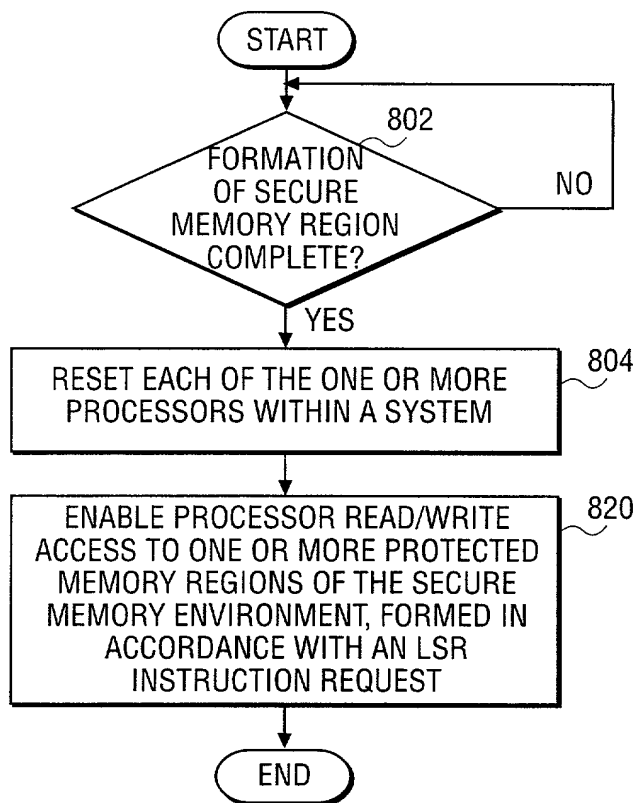 START
802
FORMATION
OF SECURE
MEMORY REGION
COMPLETE?
NO
YES
RESET EACH OF THE ONE OR MORE
PROCESSORS WITHIN A SYSTEM
804
ENABLE PROCESSOR READ/WRITE
ACCESS TO ONE OR MORE PROTECTED
MEMORY REGIONS OF THE SECURE
MEMORY ENVIRONMENT, FORMED IN
ACCORDANCE WITH AN LSR
INSTRUCTION REQUEST
820
END